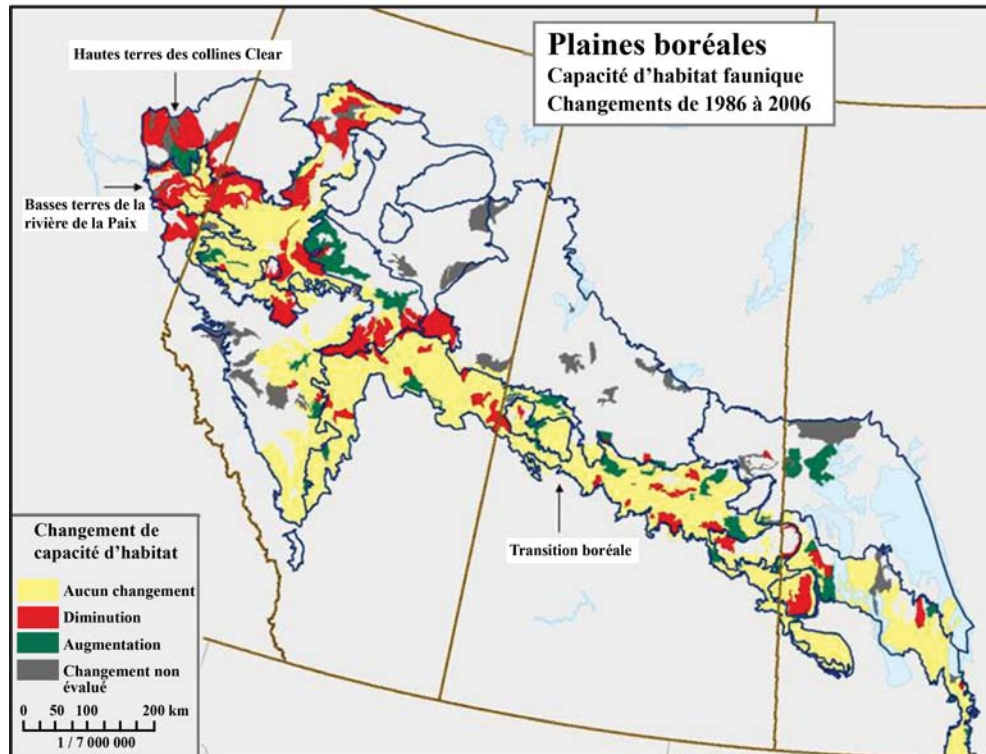 Plaines boréales
Capacité d'habitat faunique
Changements de 1986 à 2006
Hautes terres des collines Clear
Basses terres de la
rivière de la Paix
Transition boréale
Changement de
capacité d'habitat
Aucun changement
Diminution
Augmentation
Changement non
évalué
0 50 100 200 km
1 / 7 000 000